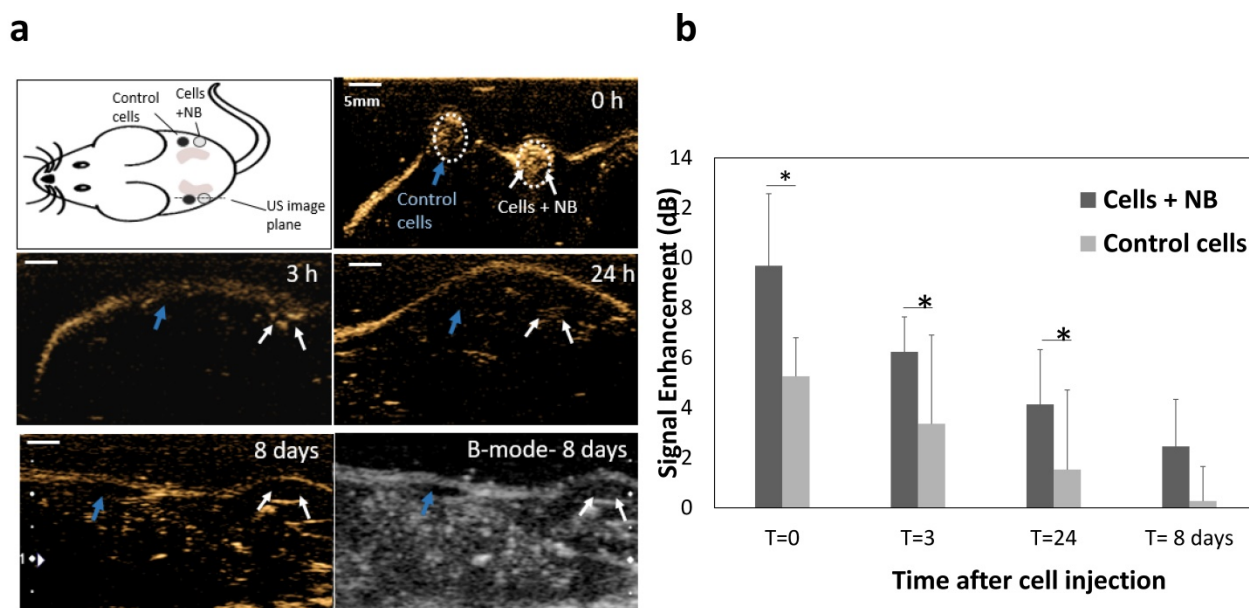 a
Control
cells
Cells
+NB
US image
plane
5mm
0 h
Control
cells
Cells + NB
3 h
24 h
8 days
1
B-mode- 8 days
b
Signal Enhancement (dB)
14
12
10
8
6
4
2
0
*
*
*
Cells + NB
Control cells
T=0
T=3
T=24
T= 8 days
Time after cell injection